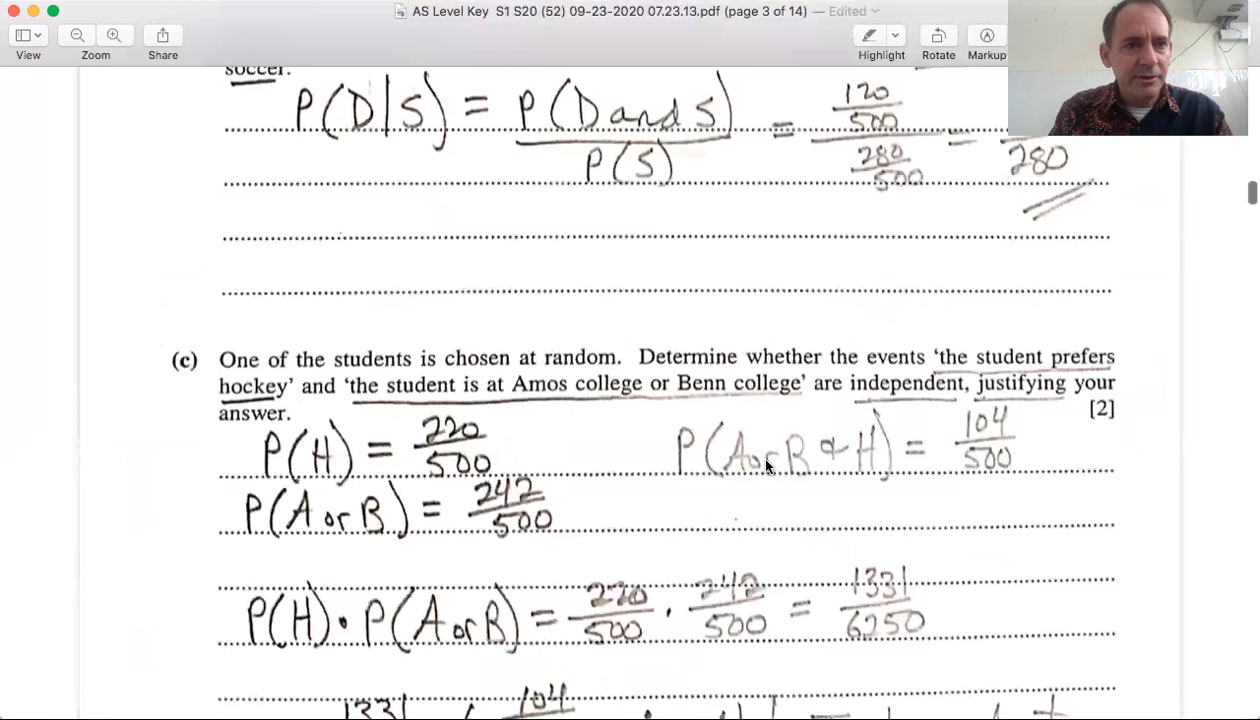 AS Level Key S1 S20 (52) 09-23-2020 07.23.13.pdf (page 3 of 14) — Edited
View Zoom Share Highlight Rotate Markup
soccer.
P(D|S) = P(D and S) / P(S) = 120/500 / 280/500 = 280
(c) One of the students is chosen at random. Determine whether the events ‘the student prefers
hockey’ and ‘the student is at Amos college or Benn college’ are independent, justifying your
answer. [2]
P(H) = 220/500 P(A or B & H) = 104/500
P(A or B) = 242/500
P(H) · P(A or B) = 220/500 · 242/500 = 1331/6250
1331 104